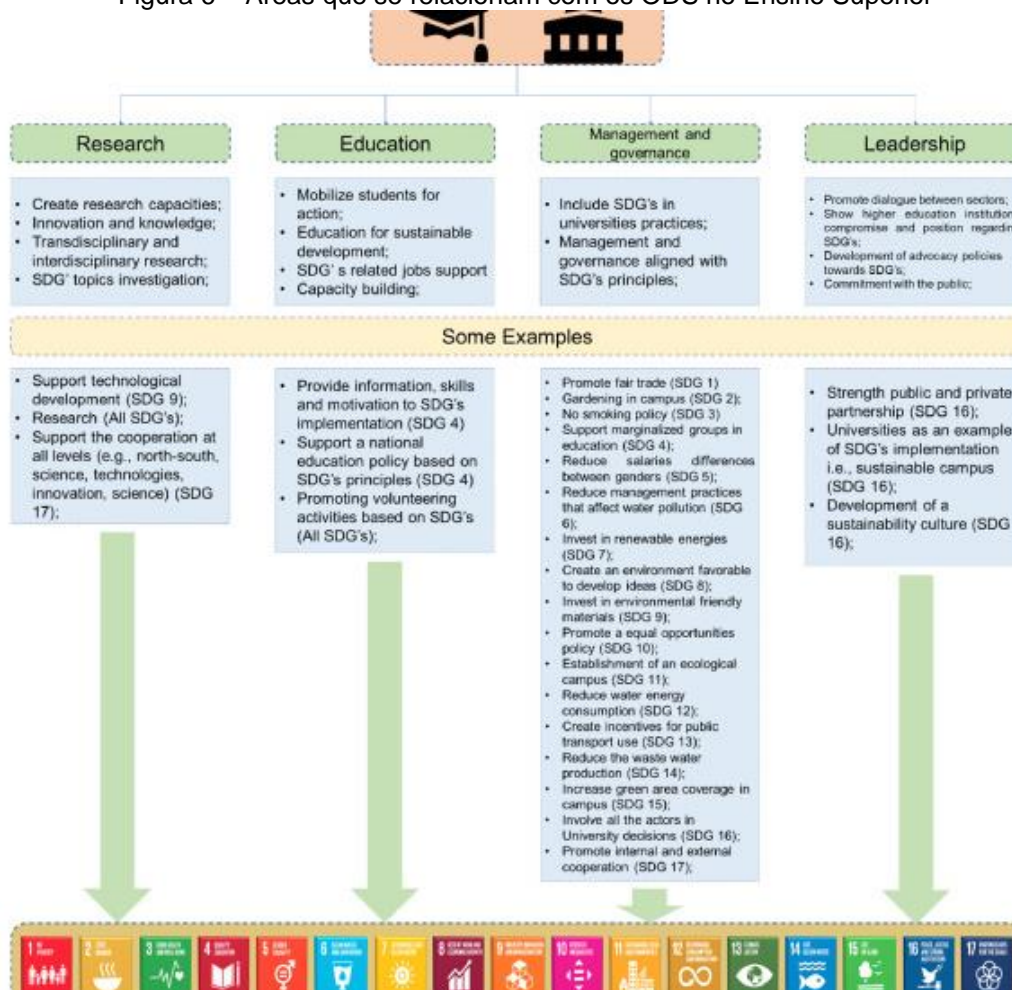 Figura 6 – Áreas que se relacionam com os ODS no Ensino Superior
Research
Education
Management and
governance
Leadership
• Create research capacities;
• Innovation and knowledge;
• Transdisciplinary and
interdisciplinary research;
• SDG' topics investigation;
• Mobilize students for
action;
• Education for sustainable
development;
• SDG' s related jobs support
• Capacity building;
• Include SDG's in
universities practices;
• Management and
governance aligned with
SDG's principles;
• Promote dialogue between sectors;
• Show higher education institution
compromise and position regardin
SDG's;
• Development of advocacy policies
towards SDG's;
• Commitment with the public;
Some Examples
• Support technological
development (SDG 9);
• Research (All SDG's);
• Support the cooperation at
all levels (e.g., north-south,
science, technologies,
innovation, science) (SDG
17);
• Provide information, skills
and motivation to SDG's
implementation (SDG 4)
• Support a national
education policy based on
SDG's principles (SDG 4)
• Promoting volunteering
activities based on SDG's
(All SDG's);
• Promote fair trade (SDG 1)
• Gardening in campus (SDG 2);
• No smoking policy (SDG 3)
• Support marginalized groups in
education (SDG 4);
• Reduce salaries differences
between genders (SDG 5);
• Reduce management practices
that affect water pollution (SDG
6);
• Invest in renewable energies
(SDG 7);
• Create an environment favorable
to develop ideas (SDG 8);
• Invest in environmental friendly
materials (SDG 9);
• Promote a equal opportunities
policy (SDG 10);
• Establishment of an ecological
campus (SDG 11);
• Reduce water energy
consumption (SDG 12);
• Create incentives for public
transport use (SDG 13);
• Reduce the waste water
production (SDG 14);
• Increase green area coverage in
campus (SDG 15);
• Involve all the actors in
University decisions (SDG 16);
• Promote internal and external
cooperation (SDG 17);
• Strength public and private
partnership (SDG 16);
• Universities as an example
of SDG's implementation
i.e., sustainable campus
(SDG 16);
• Development of a
sustainability culture (SDG
16);
1
2
3
4
5
6
7
8
9
10
11
12
13
14
15
16
17